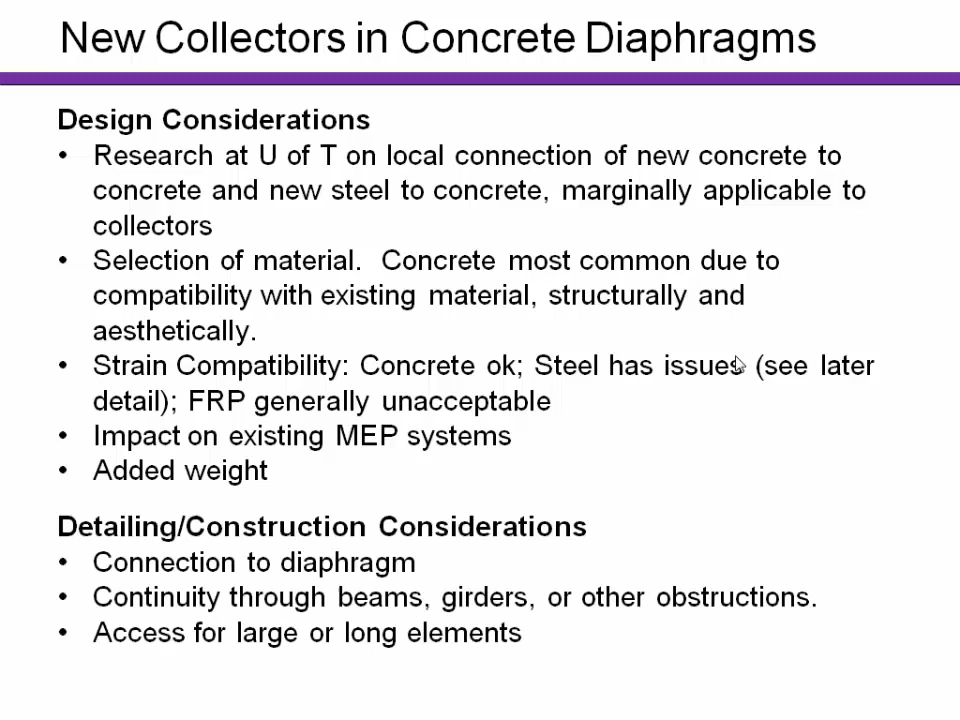 New Collectors in Concrete Diaphragms
Design Considerations
• Research at U of T on local connection of new concrete to
concrete and new steel to concrete, marginally applicable to
collectors
• Selection of material.  Concrete most common due to
compatibility with existing material, structurally and
aesthetically.
• Strain Compatibility: Concrete ok; Steel has issues (see later
detail); FRP generally unacceptable
• Impact on existing MEP systems
• Added weight
Detailing/Construction Considerations
• Connection to diaphragm
• Continuity through beams, girders, or other obstructions.
• Access for large or long elements